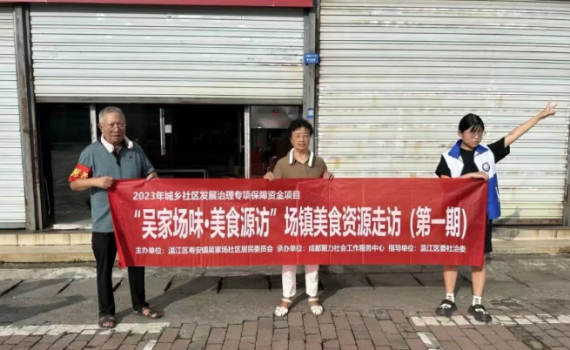 2023年城乡社区发展治理专项保障资金项目
“吴家场味·美食源访”场镇美食资源走访（第一期）
主办单位：温江区寿安镇吴家场社区居民委员会 承办单位：成都聚力社会工作服务中心 指导单位：温江区委社治委